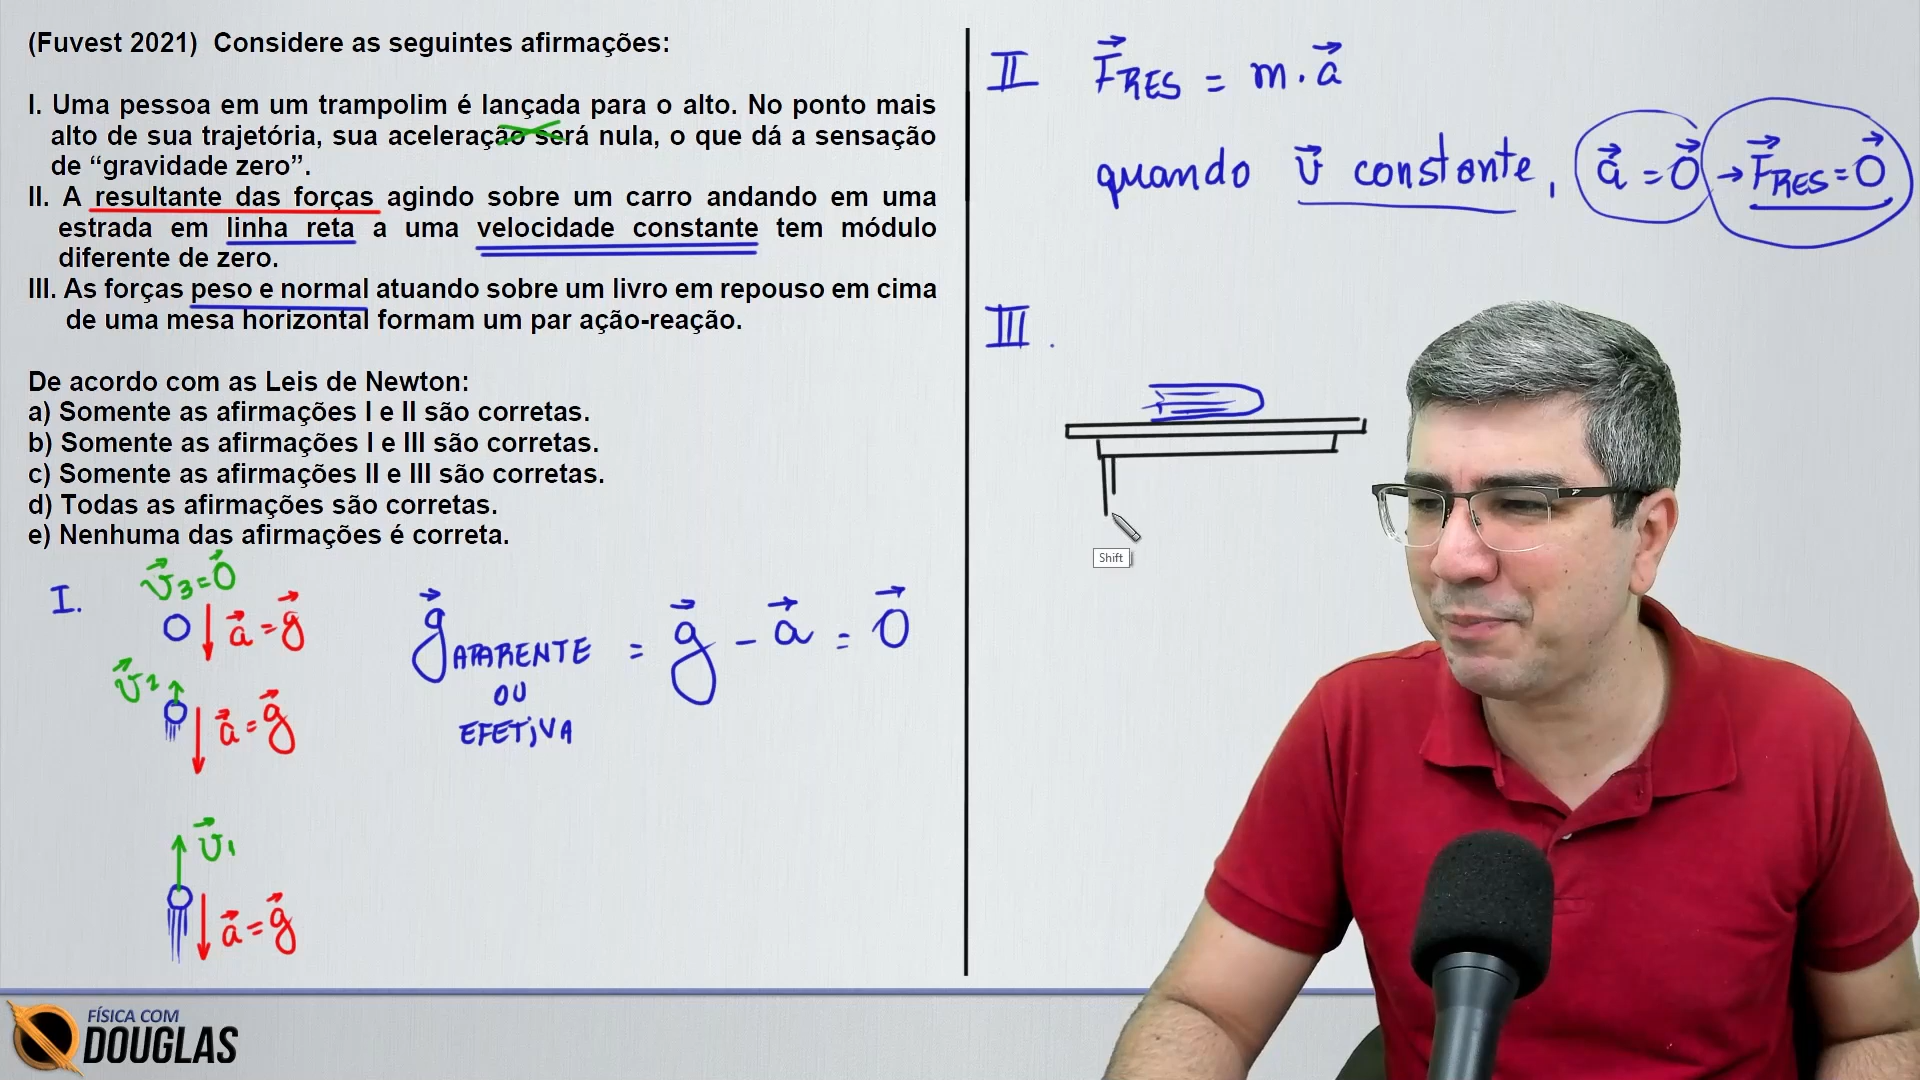 (Fuvest 2021) Considere as seguintes afirmações:
I. Uma pessoa em um trampolim é lançada para o alto. No ponto mais
alto de sua trajetória, sua aceleração será nula, o que dá a sensação
de “gravidade zero”.
II. A resultante das forças agindo sobre um carro andando em uma
estrada em linha reta a uma velocidade constante tem módulo
diferente de zero.
III. As forças peso e normal atuando sobre um livro em repouso em cima
de uma mesa horizontal formam um par ação-reação.
De acordo com as Leis de Newton:
a) Somente as afirmações I e II são corretas.
b) Somente as afirmações I e III são corretas.
c) Somente as afirmações II e III são corretas.
d) Todas as afirmações são corretas.
e) Nenhuma das afirmações é correta.
I.
v⃗₃ = 0⃗
a⃗ = g⃗
v⃗₂
a⃗ = g⃗
v⃗₁
a⃗ = g⃗
g⃗ APARENTE = g⃗ - a⃗ = 0⃗
OU
EFETIVA
II F⃗RES = m . a⃗
quando v⃗ constante, a⃗ = 0⃗ → F⃗RES = 0⃗
III.
Shift
FÍSICA COM
DOUGLAS